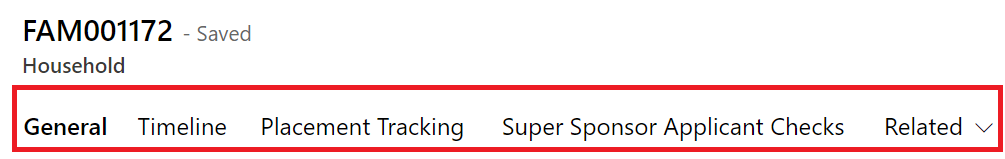 FAM001172 - Saved
Household
General Timeline Placement Tracking Super Sponsor Applicant Checks Related